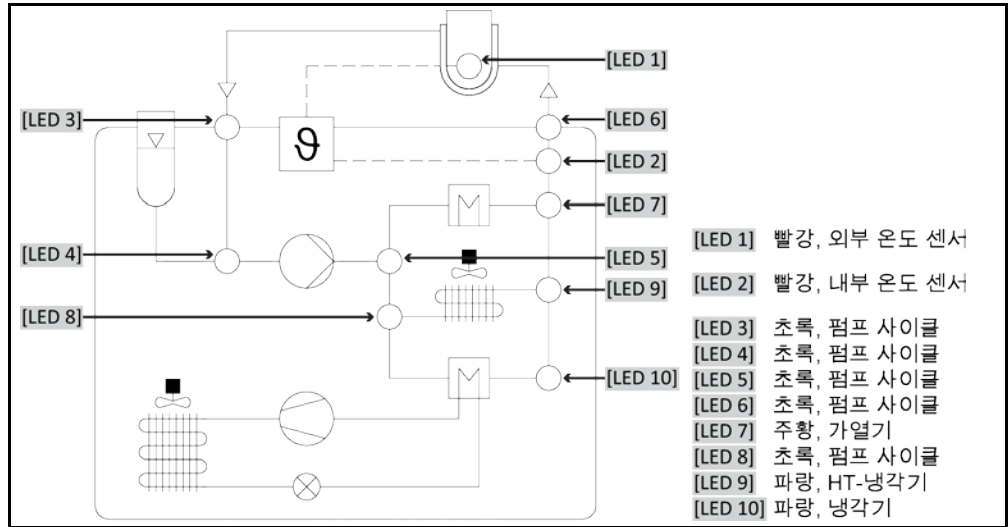 [LED 1]
[LED 3]
[LED 6]
ϑ
[LED 2]
[LED 7]
[LED 4]
[LED 5]
[LED 9]
[LED 8]
[LED 10]
[LED 1] 빨강, 외부 온도 센서
[LED 2] 빨강, 내부 온도 센서
[LED 3] 초록, 펌프 사이클
[LED 4] 초록, 펌프 사이클
[LED 5] 초록, 펌프 사이클
[LED 6] 초록, 펌프 사이클
[LED 7] 주황, 가열기
[LED 8] 초록, 펌프 사이클
[LED 9] 파랑, HT-냉각기
[LED 10] 파랑, 냉각기